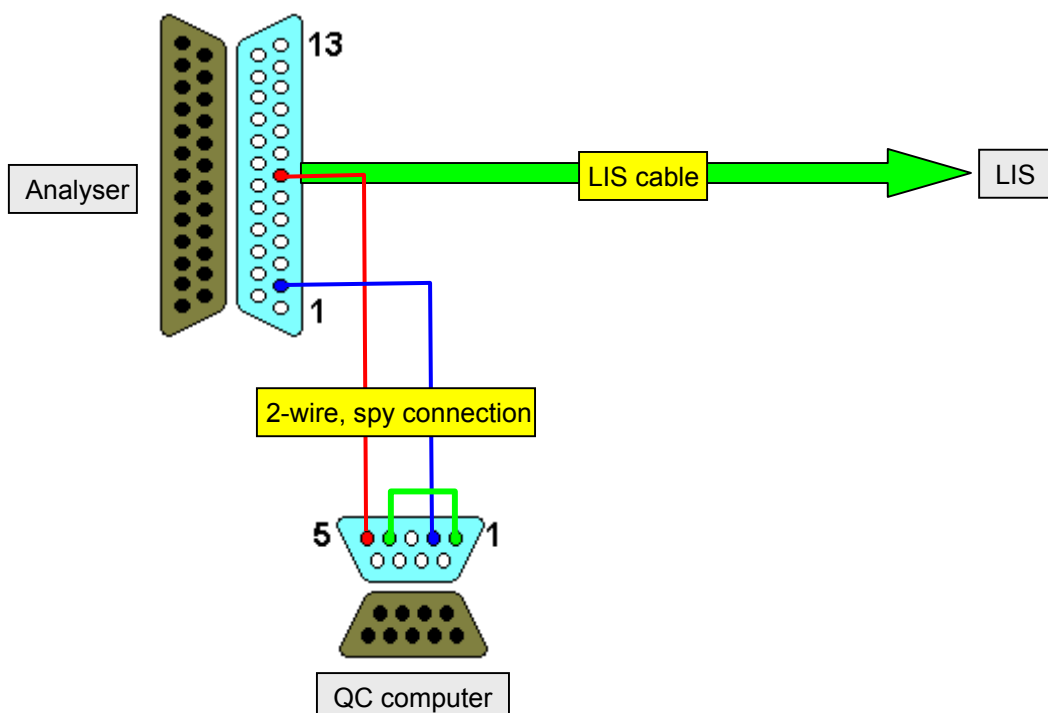 13
LIS cable
LIS
Analyser
1
2-wire, spy connection
5
1
QC computer